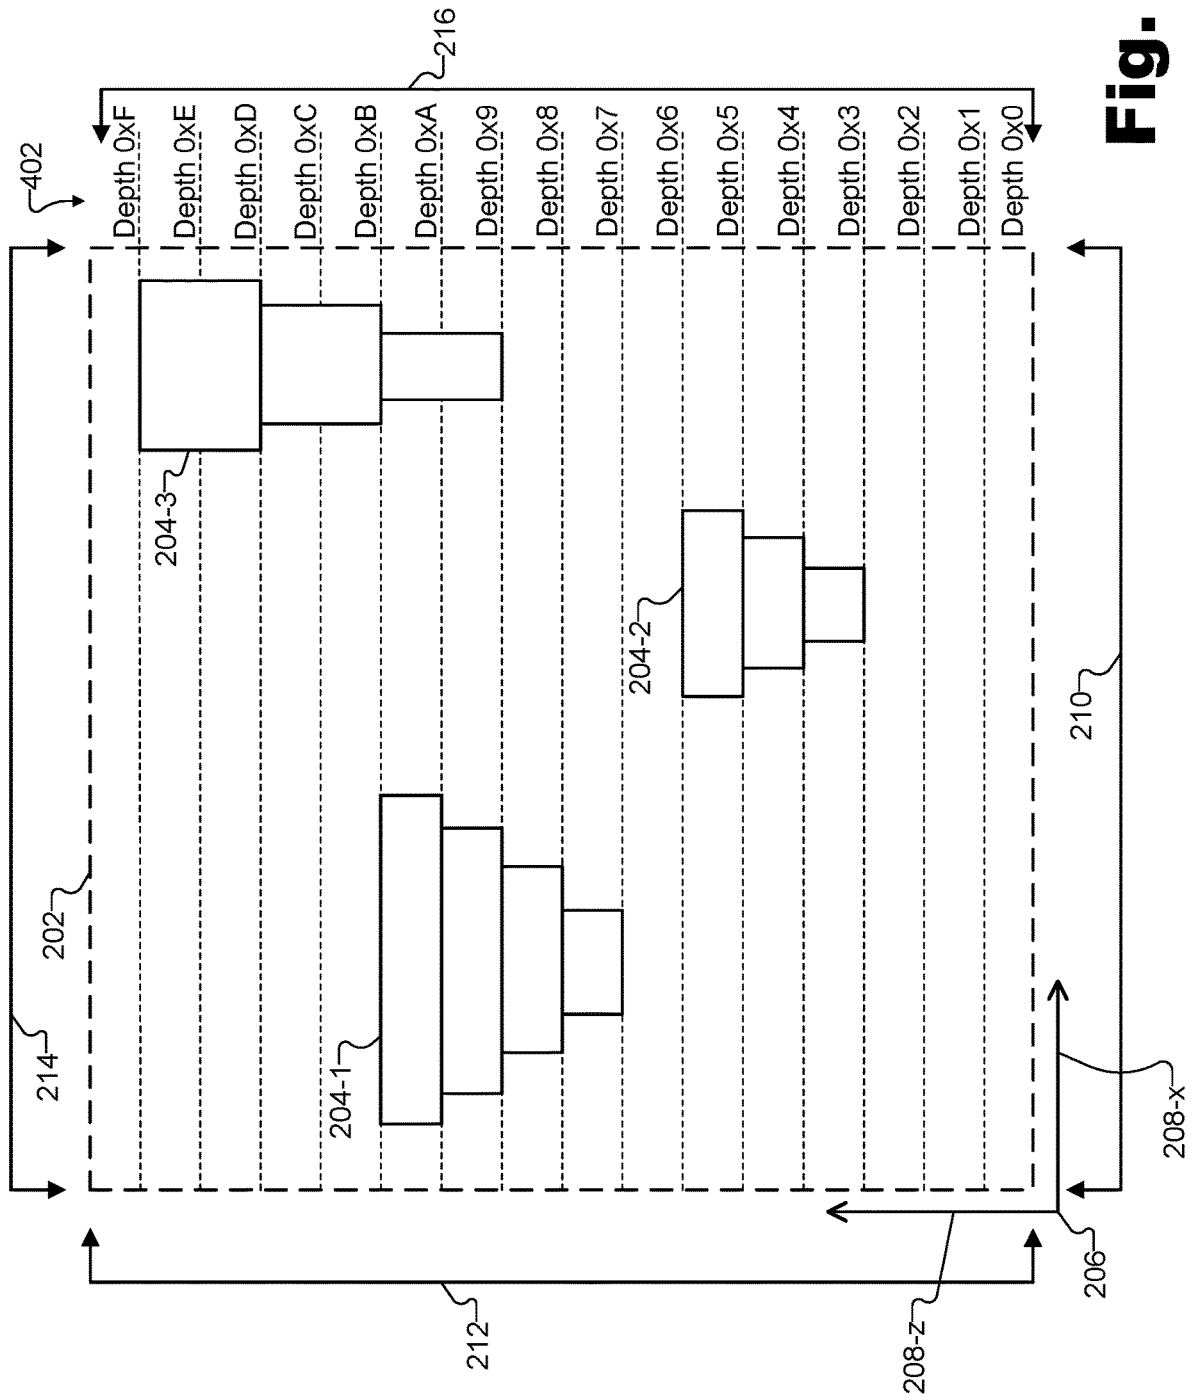 402
216
Depth 0xF
Depth 0xE
Depth 0xD
Depth 0xC
Depth 0xB
Depth 0xA
Depth 0x9
Depth 0x8
Depth 0x7
Depth 0x6
Depth 0x5
Depth 0x4
Depth 0x3
Depth 0x2
Depth 0x1
Depth 0x0
214
202
204-1
204-2
204-3
212
208-z
206
208-x
210
Fig.